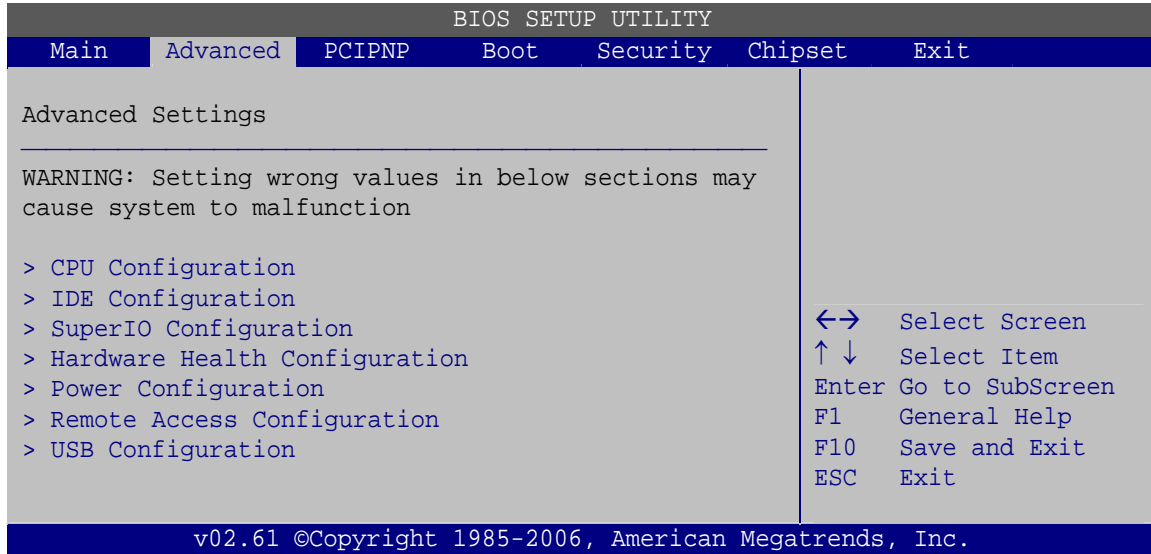 BIOS SETUP UTILITY
Main Advanced PCIPNP Boot Security Chipset Exit
Advanced Settings
WARNING: Setting wrong values in below sections may
cause system to malfunction
> CPU Configuration
> IDE Configuration
> SuperIO Configuration
> Hardware Health Configuration
> Power Configuration
> Remote Access Configuration
> USB Configuration
←→ Select Screen
↑ ↓ Select Item
Enter Go to SubScreen
F1 General Help
F10 Save and Exit
ESC Exit
v02.61 ©Copyright 1985-2006, American Megatrends, Inc.